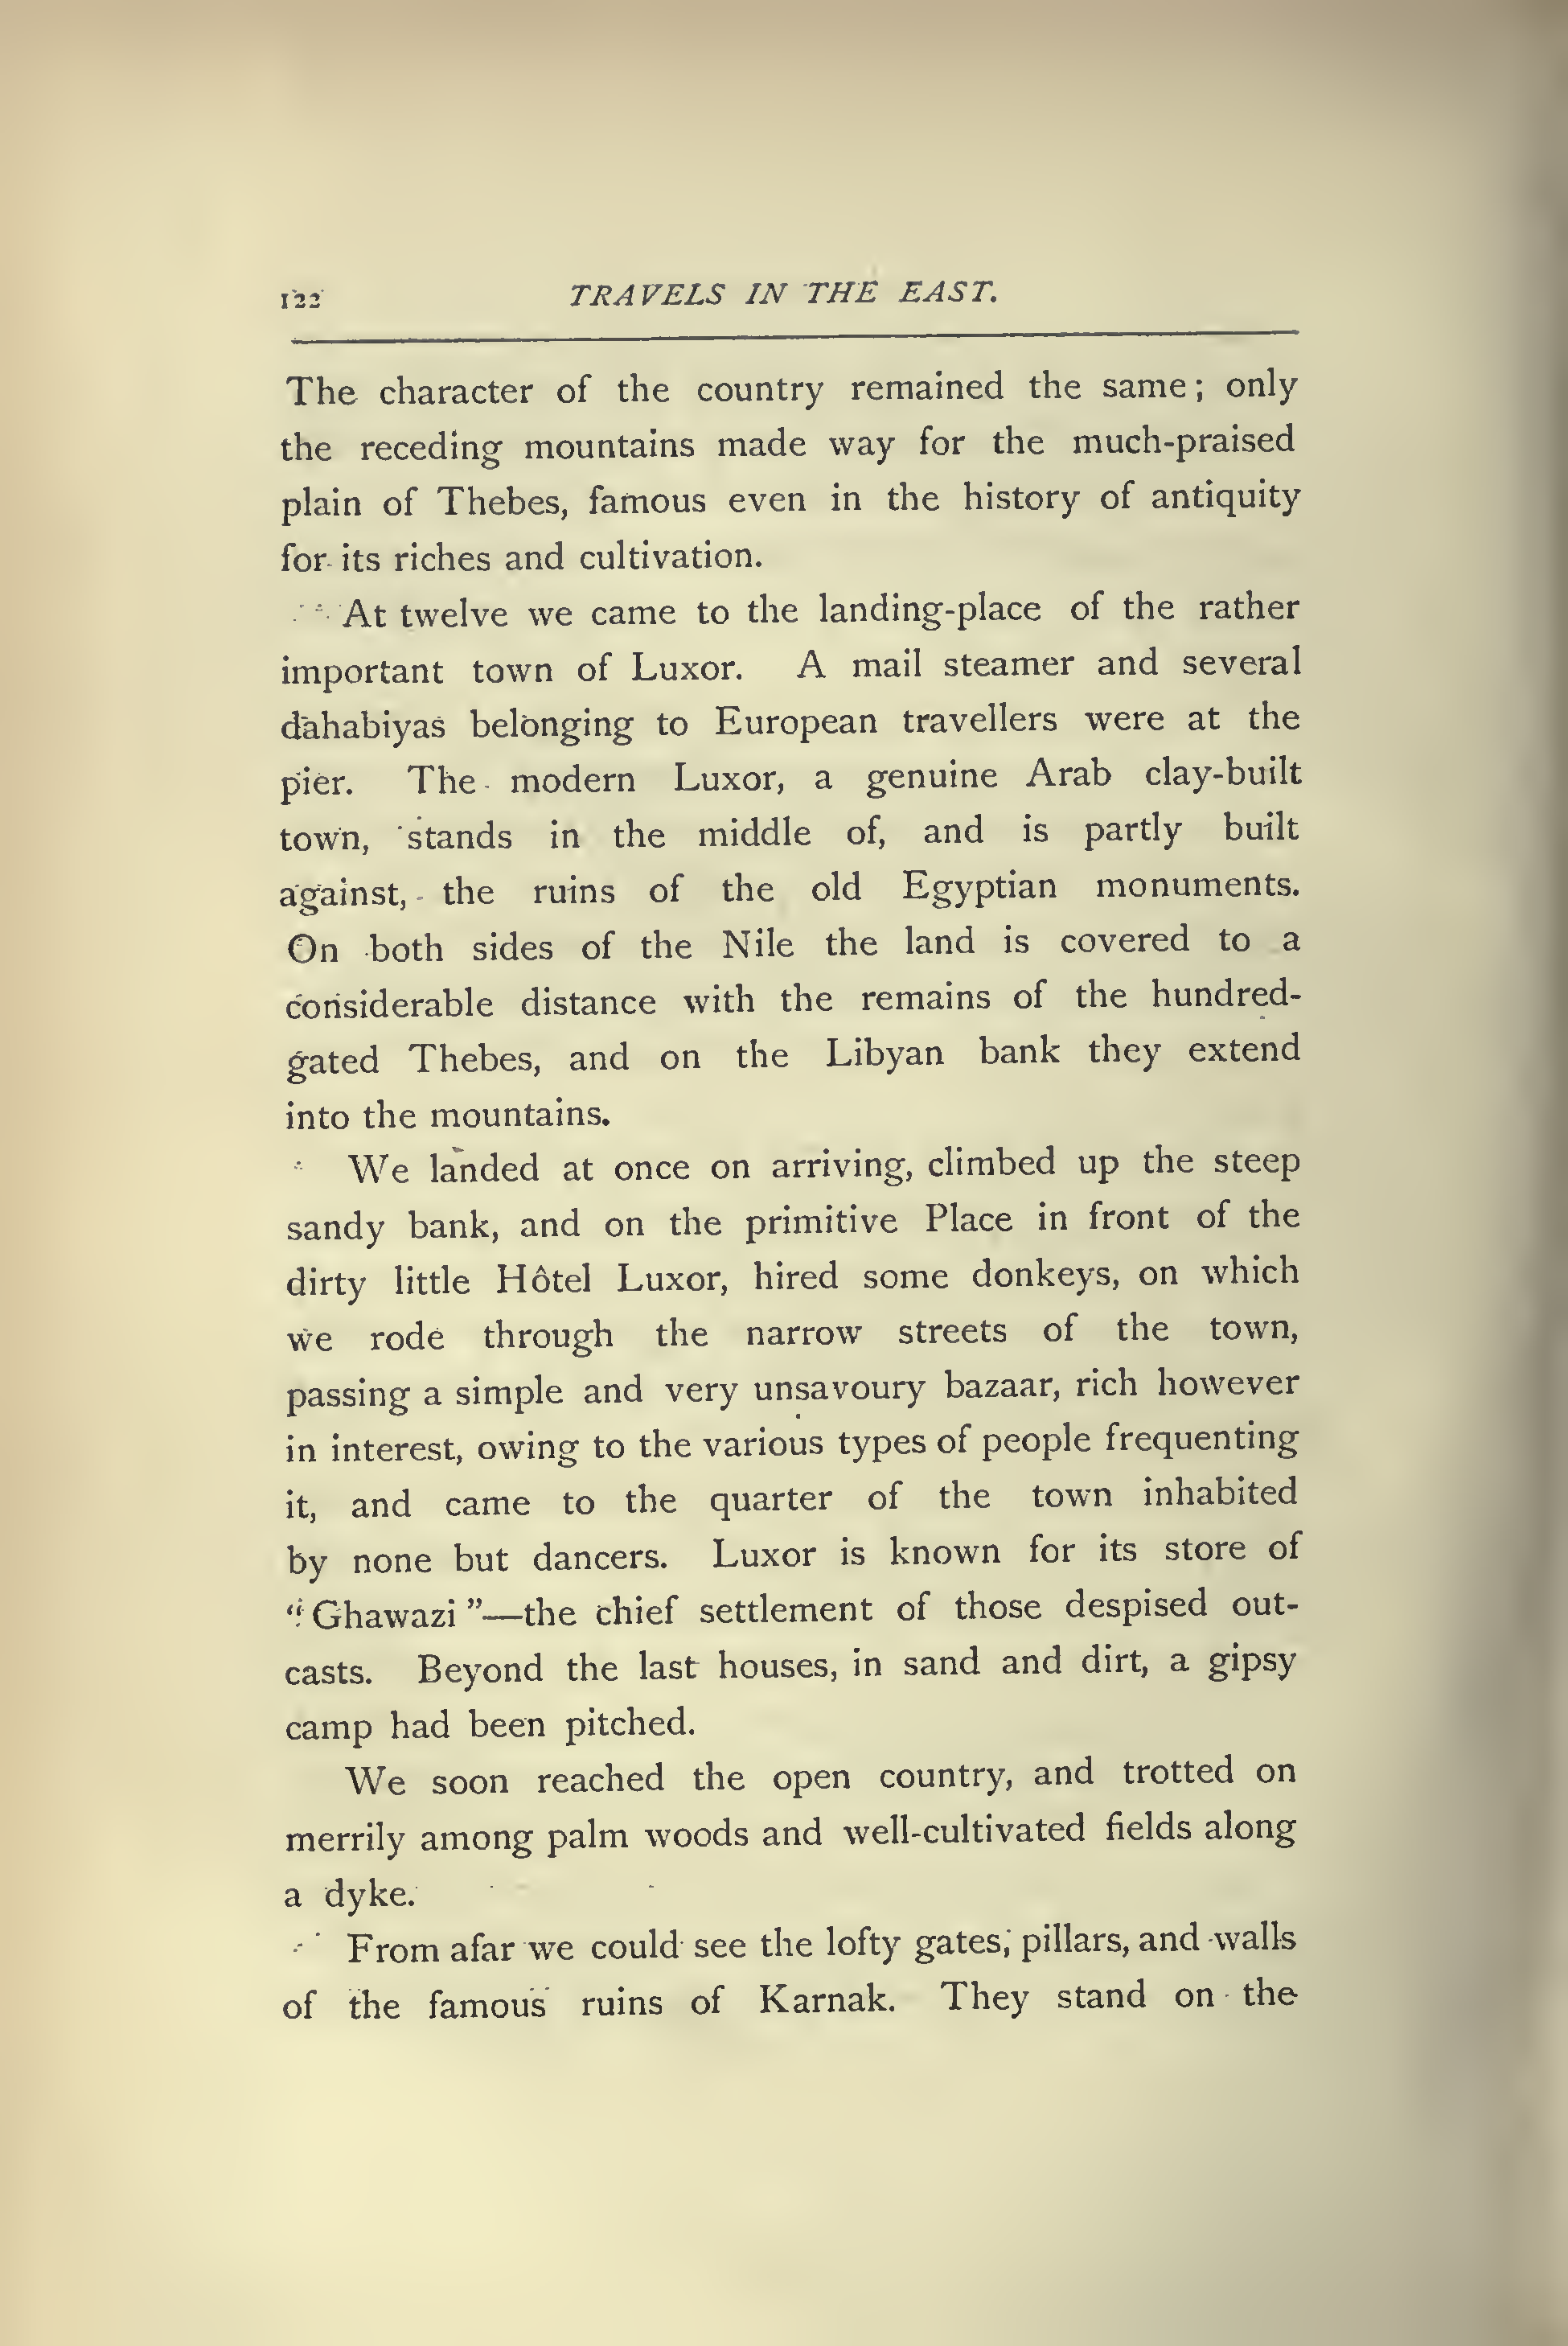 122 TRAVELS IN THE EAST.
The character of the country remained the same; only
the receding mountains made way for the much-praised
plain of Thebes, famous even in the history of antiquity
for its riches and cultivation.
At twelve we came to the landing-place of the rather
important town of Luxor. A mail steamer and several
dahabiyas belonging to European travellers were at the
pier. The modern Luxor, a genuine Arab clay-built
town, stands in the middle of, and is partly built
against, the ruins of the old Egyptian monuments.
On both sides of the Nile the land is covered to a
considerable distance with the remains of the hundred-
gated Thebes, and on the Libyan bank they extend
into the mountains.
We landed at once on arriving, climbed up the steep
sandy bank, and on the primitive Place in front of the
dirty little Hôtel Luxor, hired some donkeys, on which
we rode through the narrow streets of the town,
passing a simple and very unsavoury bazaar, rich however
in interest, owing to the various types of people frequenting
it, and came to the quarter of the town inhabited
by none but dancers. Luxor is known for its store of
“Ghawazi”—the chief settlement of those despised out-
casts. Beyond the last houses, in sand and dirt, a gipsy
camp had been pitched.
We soon reached the open country, and trotted on
merrily among palm woods and well-cultivated fields along
a dyke.
From afar we could see the lofty gates, pillars, and walls
of the famous ruins of Karnak. They stand on the